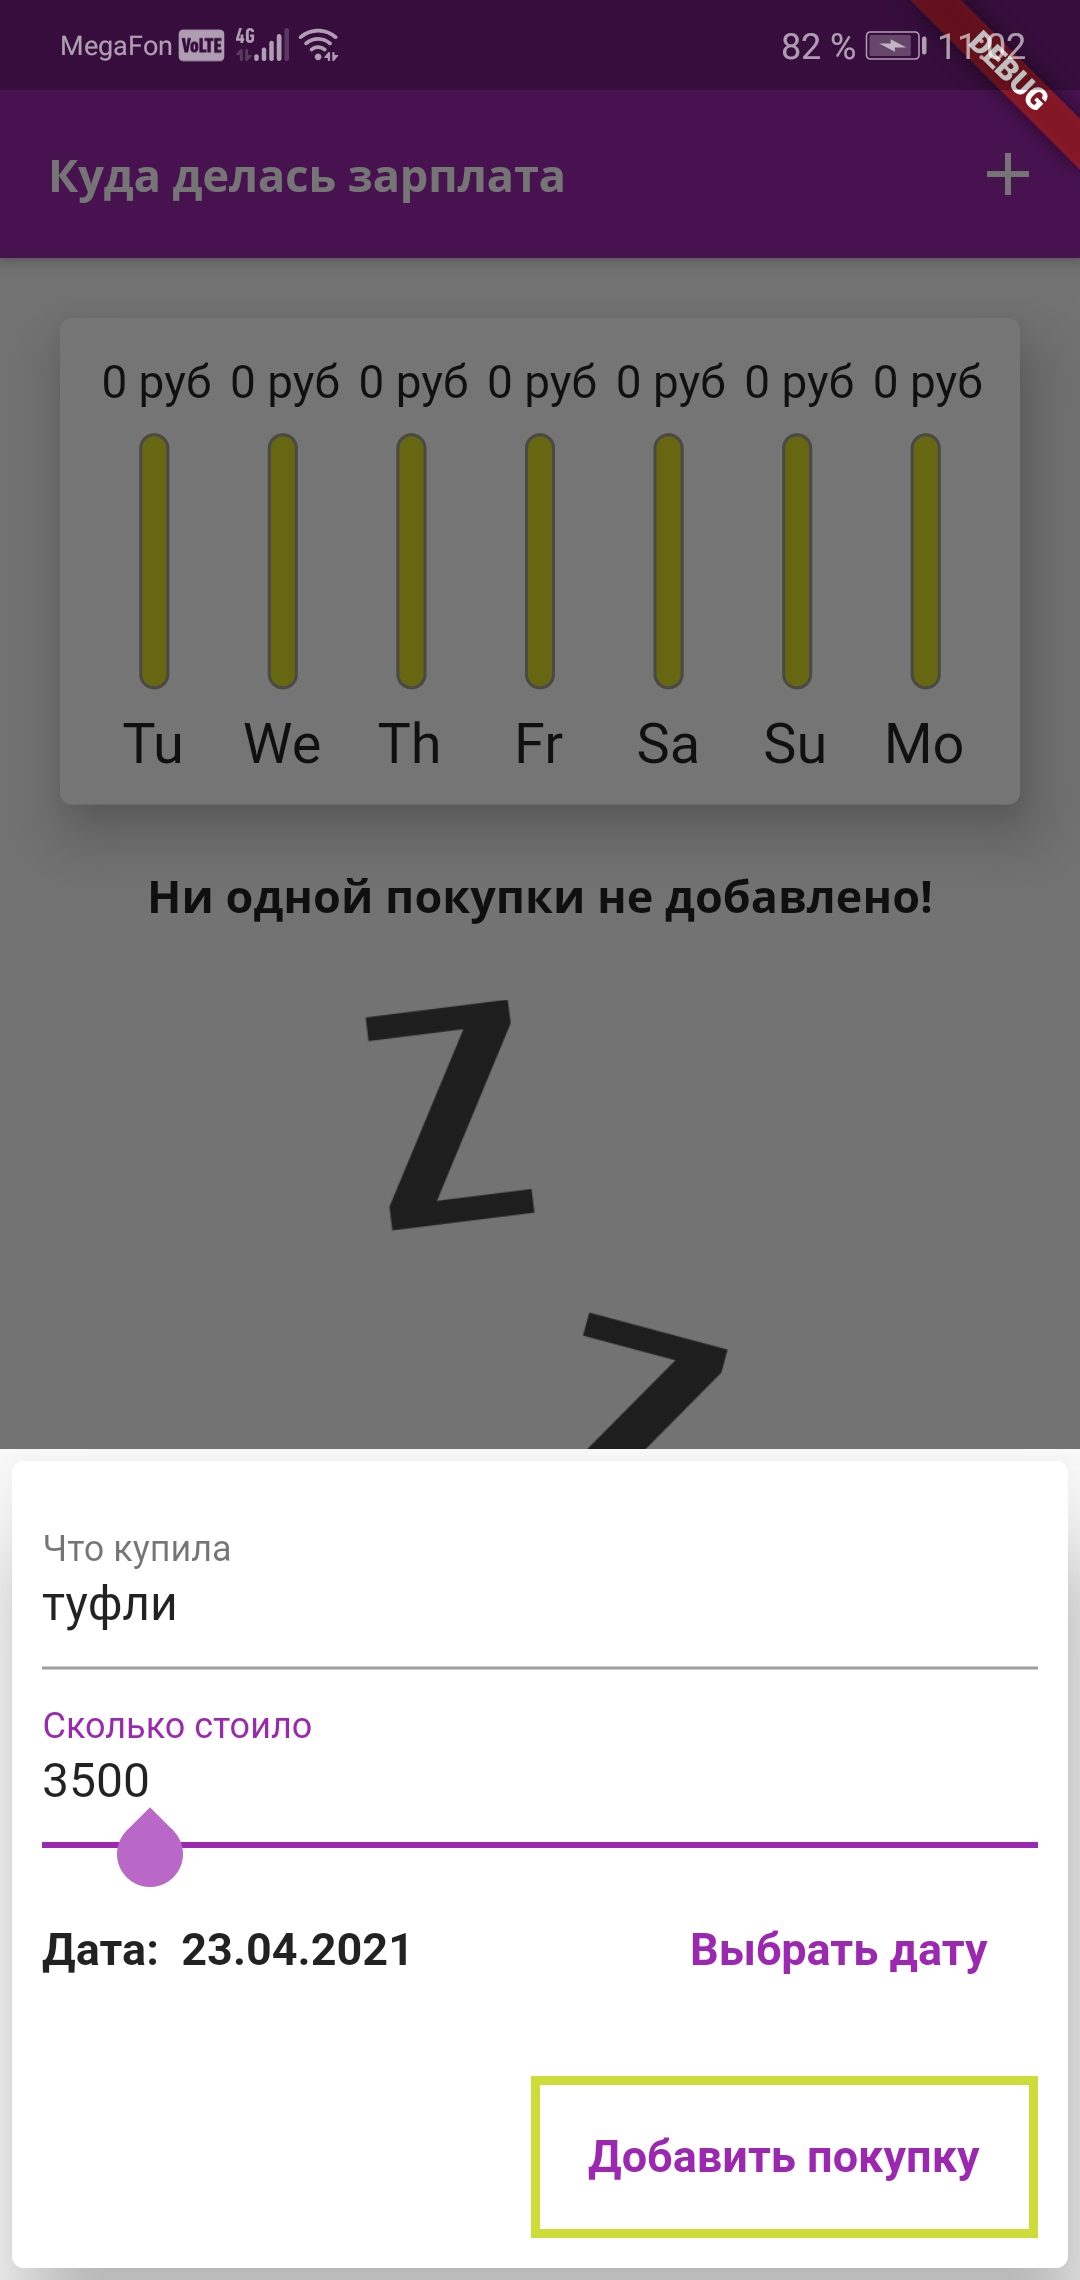 MegaFon VoLTE 4G 82 % 11:02
DEBUG
Куда делась зарплата
0 руб 0 руб 0 руб 0 руб 0 руб 0 руб 0 руб
Tu We Th Fr Sa Su Mo
Ни одной покупки не добавлено!
Z
Z
Что купила
туфли
Сколько стоило
3500
Дата: 23.04.2021 Выбрать дату
Добавить покупку